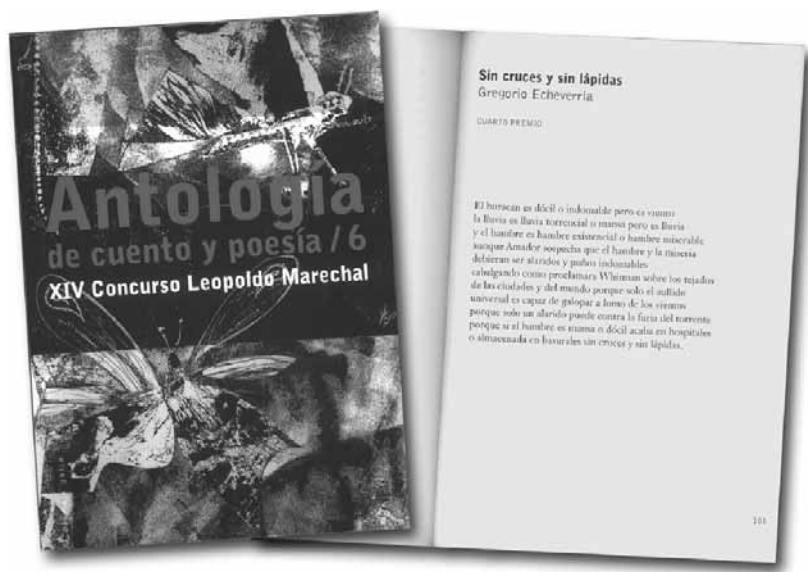 Antología
de cuento y poesía / 6
XIV Concurso Leopoldo Marechal
Sin cruces y sin lápidas
Gregorio Echeverría
CUARTO PREMIO
El huracan es dócil o indomable pero es viento
la lluvia es lluvia torrencial o mansa pero es lluvia
y el hambre es hambre existencial o hambre miserable
aunque Amador sospecha que el hambre y la miseria
debieran ser alaridos y puños indomables
cabalgando como proclamara Whitman sobre los tejados
de las ciudades y del mundo porque solo el aullido
universal es capaz de galopar a lomo de los vientos
porque solo un alarido puede contra la furia del torrente
porque si el hambre es mansa o dócil acaba en hospitales
o almacenada en basurales sin cruces y sin lápidas.